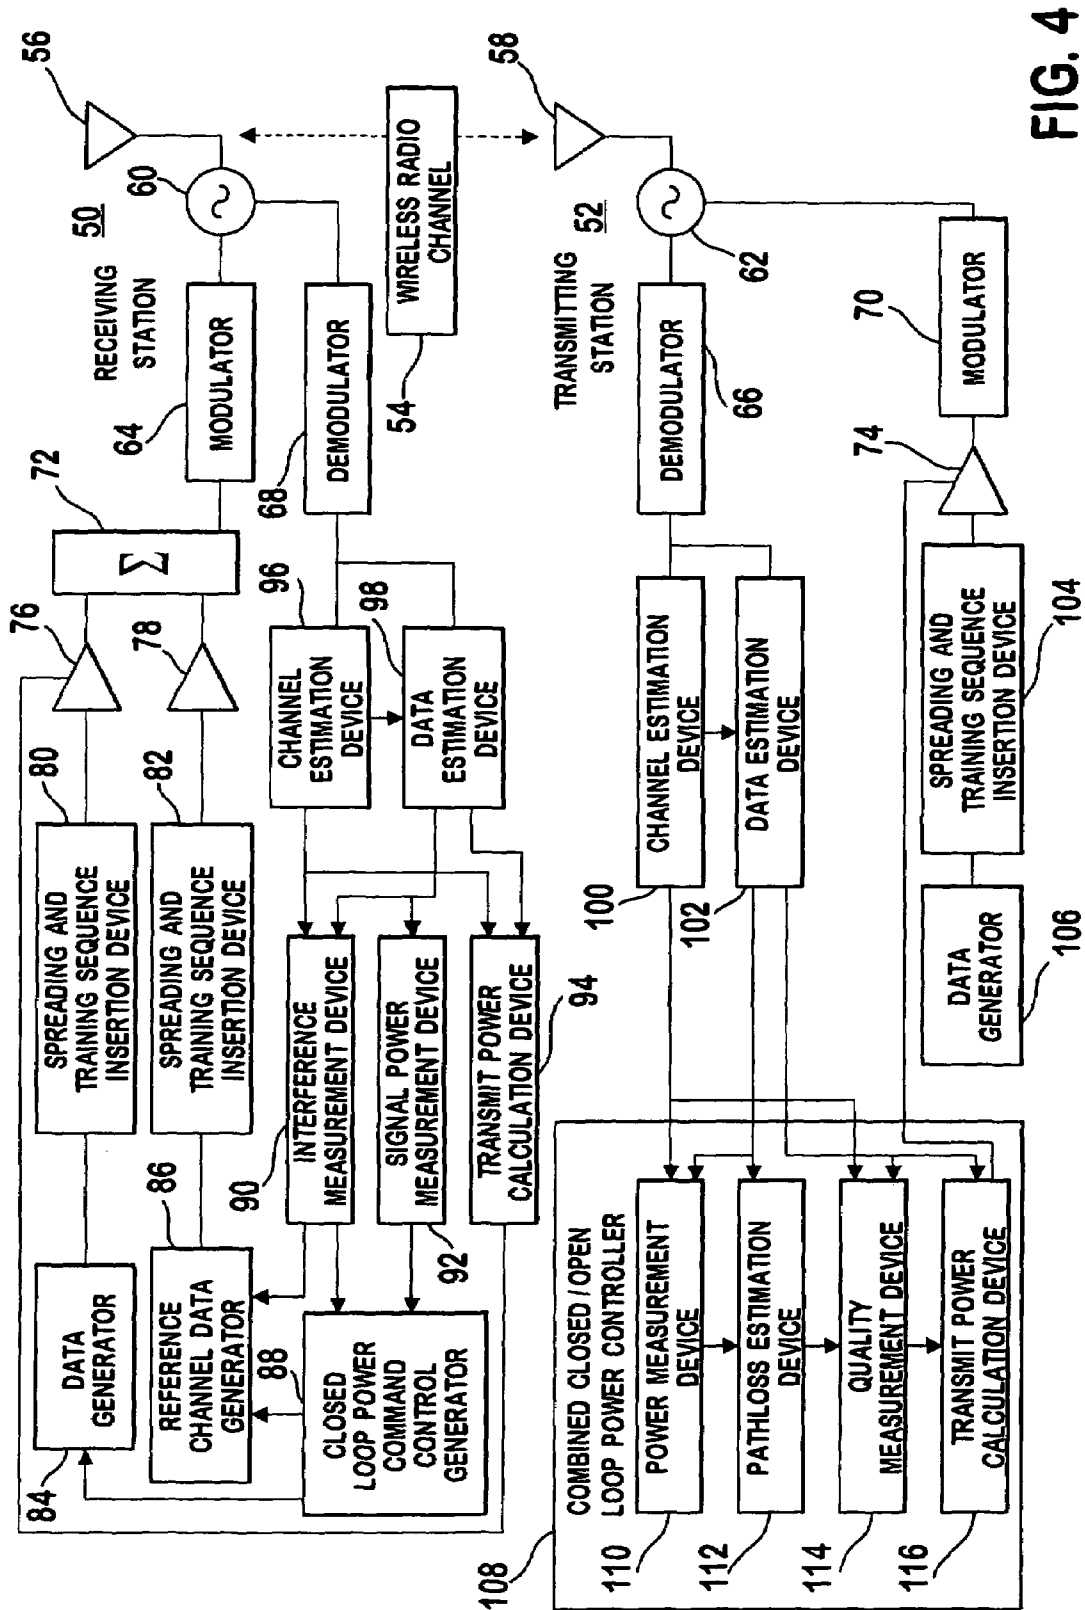 84
DATA
GENERATOR
SPREADING AND
TRAINING SEQUENCE
INSERTION DEVICE
80
76
72
Σ
64
MODULATOR
RECEIVING
STATION
50
60
56
86
REFERENCE
CHANNEL DATA
GENERATOR
SPREADING AND
TRAINING SEQUENCE
INSERTION DEVICE
82
78
88
CLOSED
LOOP POWER
COMMAND
CONTROL
GENERATOR
90
INTERFERENCE
MEASUREMENT DEVICE
92
SIGNAL POWER
MEASUREMENT DEVICE
TRANSMIT POWER
CALCULATION DEVICE
94
CHANNEL
ESTIMATION
DEVICE
96
DATA
ESTIMATION
DEVICE
98
68
DEMODULATOR
54
WIRELESS RADIO
CHANNEL
108
COMBINED CLOSED/OPEN
LOOP POWER CONTROLLER
110
POWER MEASUREMENT
DEVICE
112
PATHLOSS ESTIMATION
DEVICE
114
QUALITY
MEASUREMENT DEVICE
116
TRANSMIT POWER
CALCULATION DEVICE
100
CHANNEL ESTIMATION
DEVICE
102
DATA ESTIMATION
DEVICE
DEMODULATOR
66
TRANSMITTING
STATION
52
62
58
106
DATA
GENERATOR
SPREADING AND
TRAINING SEQUENCE
INSERTION DEVICE
104
74
70
MODULATOR
FIG. 4